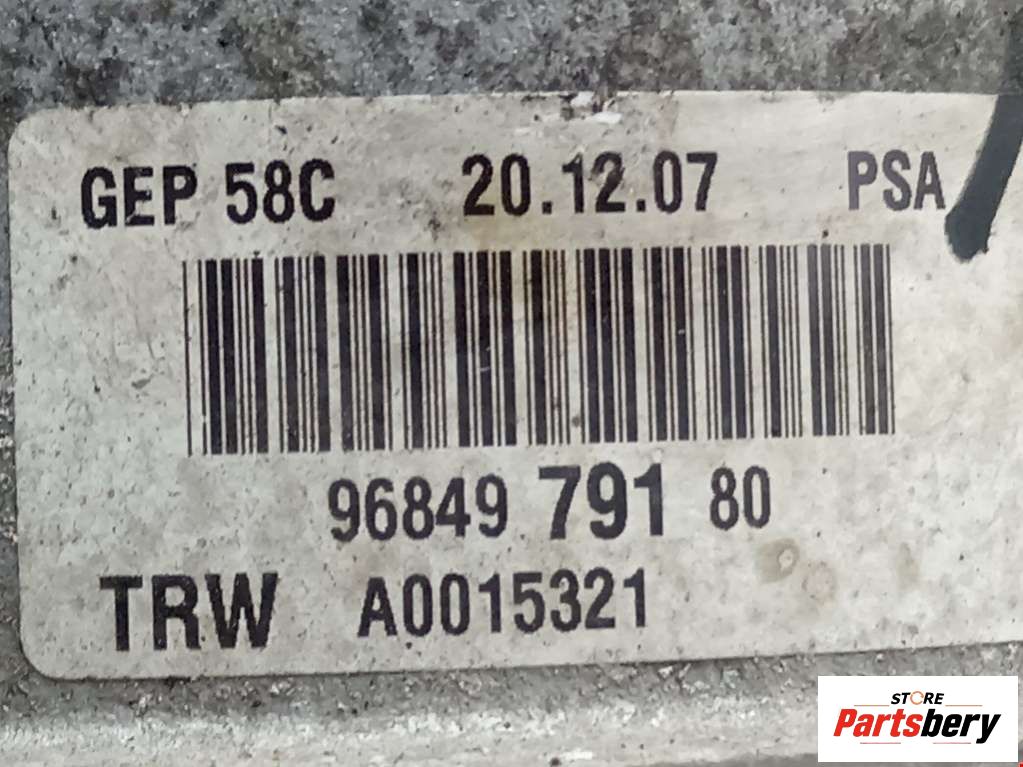 GEP 58C 20.12.07 PSA
96849 791 80
TRW A0015321
STORE
Partsbery